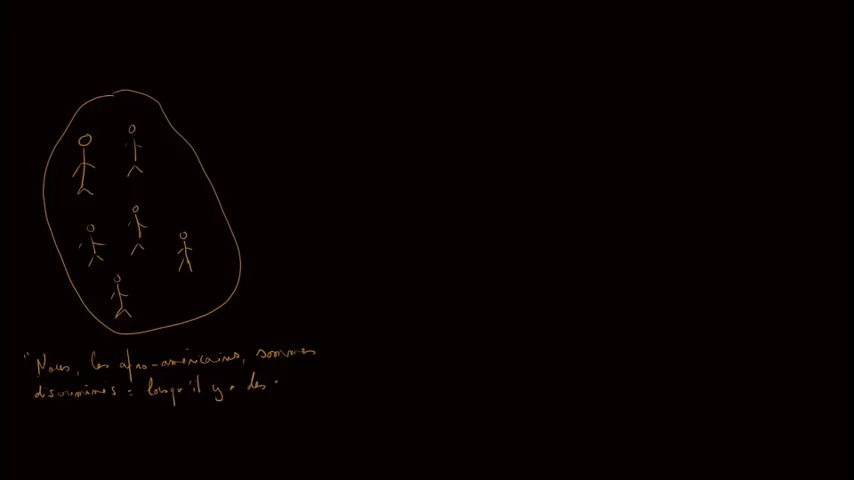 "Nous, les afro-américains, sommes
discriminés : lorsqu'il y a des